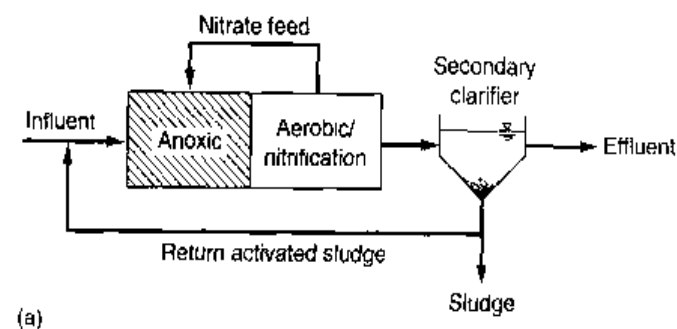 Nitrate feed
Secondary
clarifier
Influent
Anoxic
Aerobic/
nitrification
Effluent
Return activated sludge
Sludge
(a)